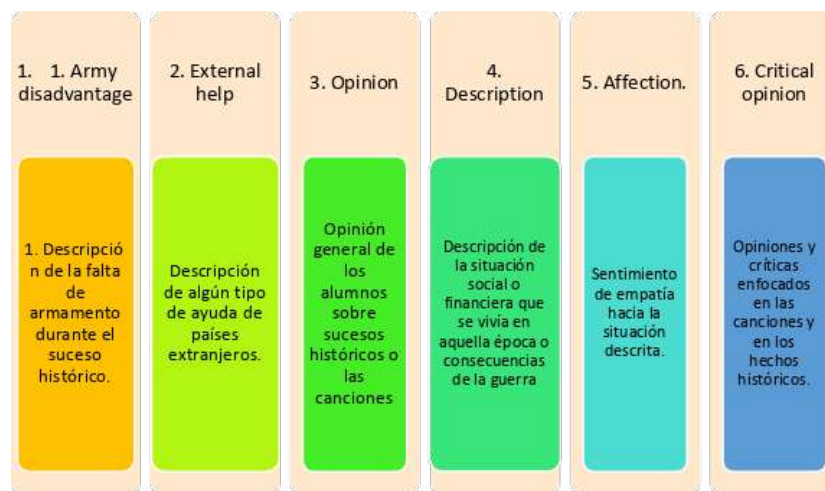 1. 1. Army
disadvantage
2. External
help
3. Opinion
4.
Description
5. Affection.
6. Critical
opinion
1. Descripció
n de la falta
de
armamento
durante el
suceso
histórico.
Descripción
de algún tipo
de ayuda de
países
extranjeros.
Opinión
general de
los
alumnos
sobre
sucesos
históricos o
las
canciones
Descripción de
la situación
social o
financiera que
se vivía en
aquella época o
consecuencias
de la guerra
Sentimiento
de empatía
hacia la
situación
descrita.
Opiniones y
críticas
enfocados
en las
canciones y
en los
hechos
históricos.